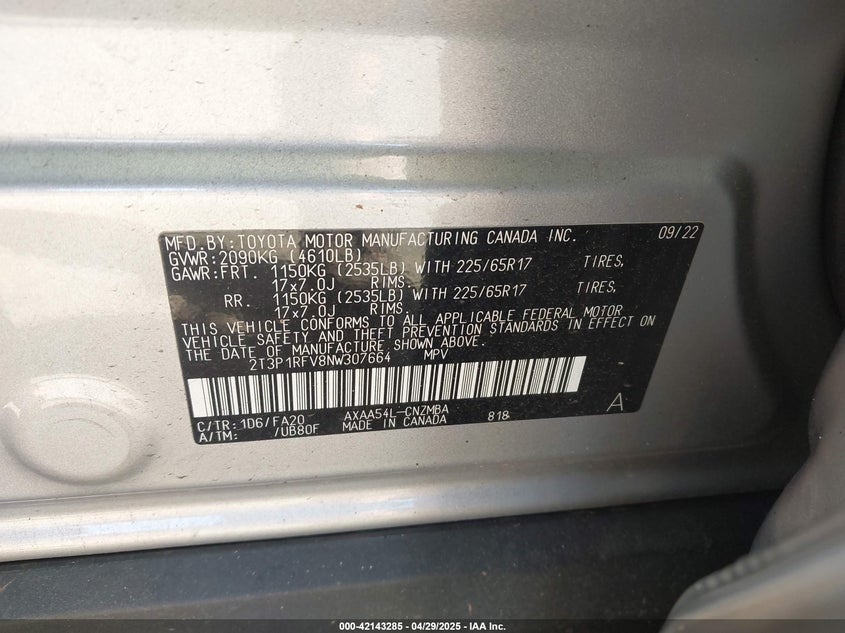 MFD.BY:TOYOTA MOTOR MANUFACTURING CANADA INC. 09/22
GVWR:2090KG (4610LB)
GAWR:FRT. 1150KG (2535LB) WITH 225/65R17 TIRES,
17x7.0J RIMS.
RR. 1150KG (2535LB) WITH 225/65R17 TIRES,
17x7.0J RIMS.
THIS VEHICLE CONFORMS TO ALL APPLICABLE FEDERAL MOTOR
VEHICLE SAFETY AND THEFT PREVENTION STANDARDS IN EFFECT ON
THE DATE OF MANUFACTURE SHOWN ABOVE.
2T3P1RFV8NW307664 MPV
C/TR: 1D6/FA20 AXAA54L-CNZMBA 818 A
A/TM: /UB80F MADE IN CANADA
000-42143285 - 04/29/2025 - IAA Inc.